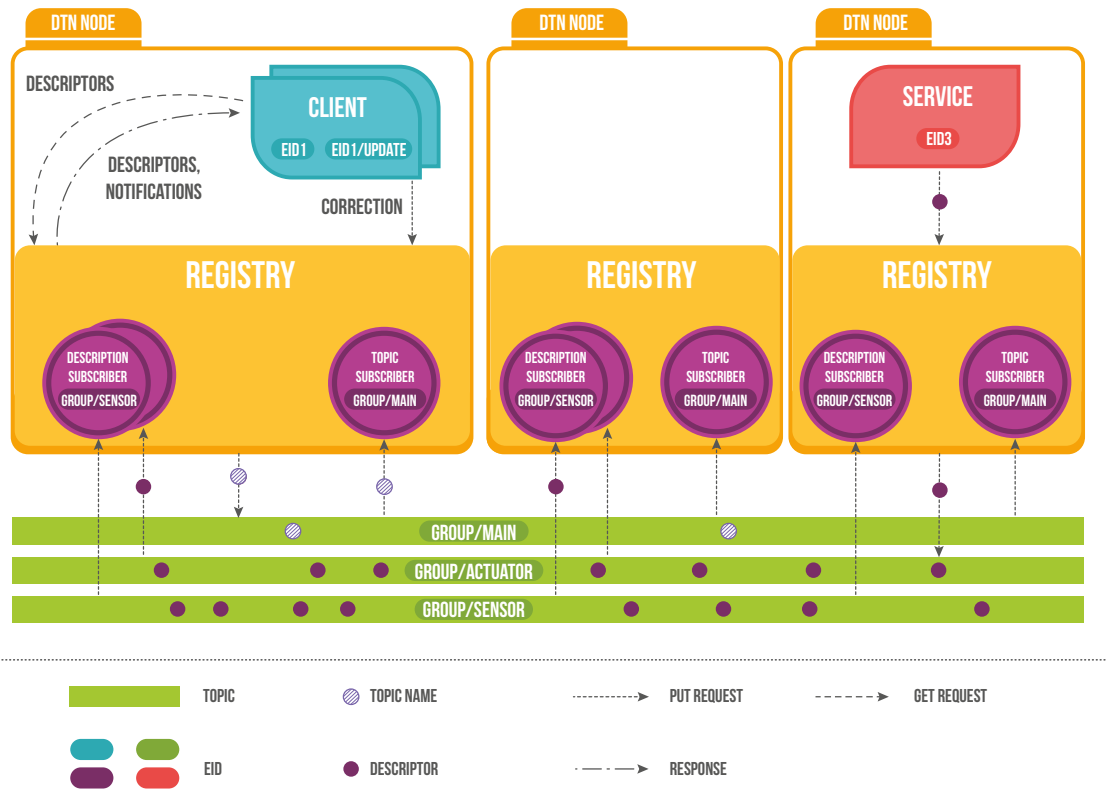 DTN NODE
DTN NODE
DTN NODE
DESCRIPTORS
CLIENT
EID1
EID1/UPDATE
DESCRIPTORS,
NOTIFICATIONS
CORRECTION
SERVICE
EID3
REGISTRY
REGISTRY
REGISTRY
DESCRIPTION
SUBSCRIBER
GROUP/SENSOR
TOPIC
SUBSCRIBER
GROUP/MAIN
DESCRIPTION
SUBSCRIBER
GROUP/SENSOR
TOPIC
SUBSCRIBER
GROUP/MAIN
DESCRIPTION
SUBSCRIBER
GROUP/SENSOR
TOPIC
SUBSCRIBER
GROUP/MAIN
GROUP/MAIN
GROUP/ACTUATOR
GROUP/SENSOR
TOPIC
TOPIC NAME
PUT REQUEST
GET REQUEST
EID
DESCRIPTOR
RESPONSE